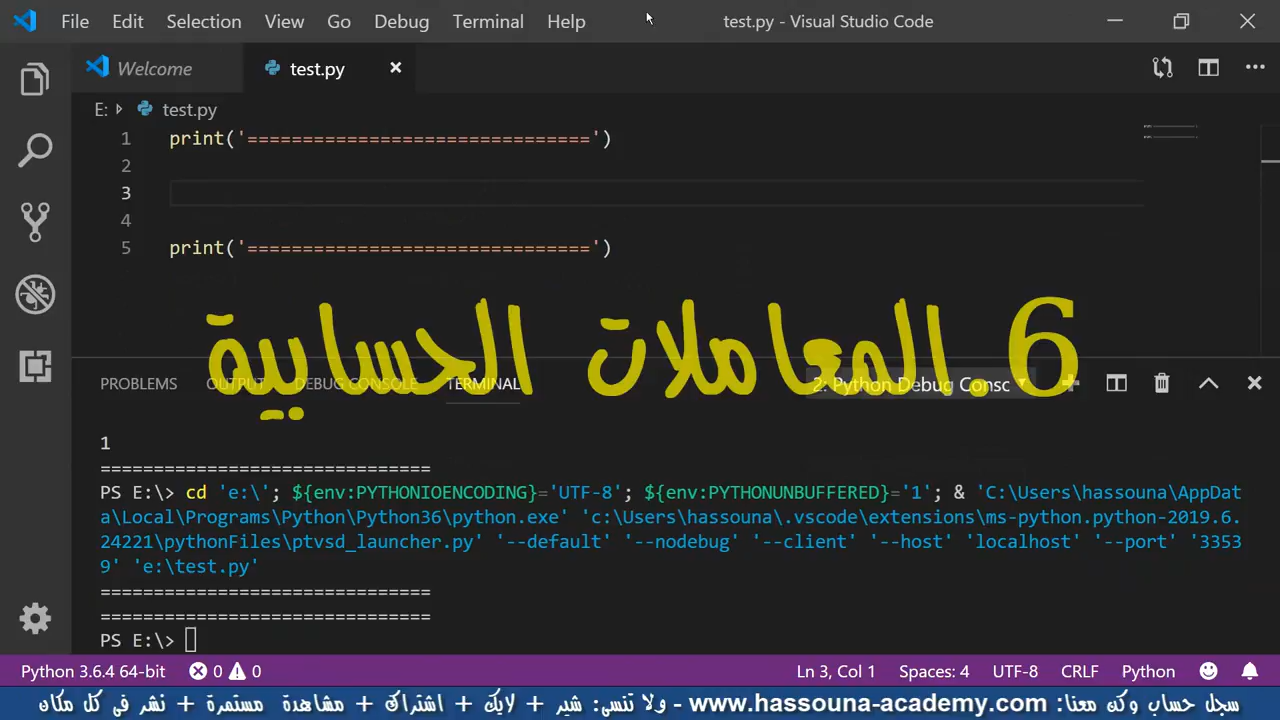 File Edit Selection View Go Debug Terminal Help test.py - Visual Studio Code
Welcome test.py
E: test.py
1 print('===============================')
2
3
4
5 print('===============================')
6. المعاملات الحسابية
PROBLEMS OUTPUT DEBUG CONSOLE TERMINAL 2: Python Debug Consc
1
==============================
PS E:\> cd 'e:\'; ${env:PYTHONIOENCODING}='UTF-8'; ${env:PYTHONUNBUFFERED}='1'; & 'C:\Users\hassouna\AppDat
a\Local\Programs\Python\Python36\python.exe' 'c:\Users\hassouna\.vscode\extensions\ms-python.python-2019.6.
24221\pythonFiles\ptvsd_launcher.py' '--default' '--nodebug' '--client' '--host' 'localhost' '--port' '3353
9' 'e:\test.py'
==============================
==============================
PS E:\>
Python 3.6.4 64-bit 0 0 Ln 3, Col 1 Spaces: 4 UTF-8 CRLF Python
سجل حساب وكن معنا: www.hassouna-academy.com - ولا تنسى: شير + لايك + اشتراك + مشاهدة مستمرة + نشر في كل مكان